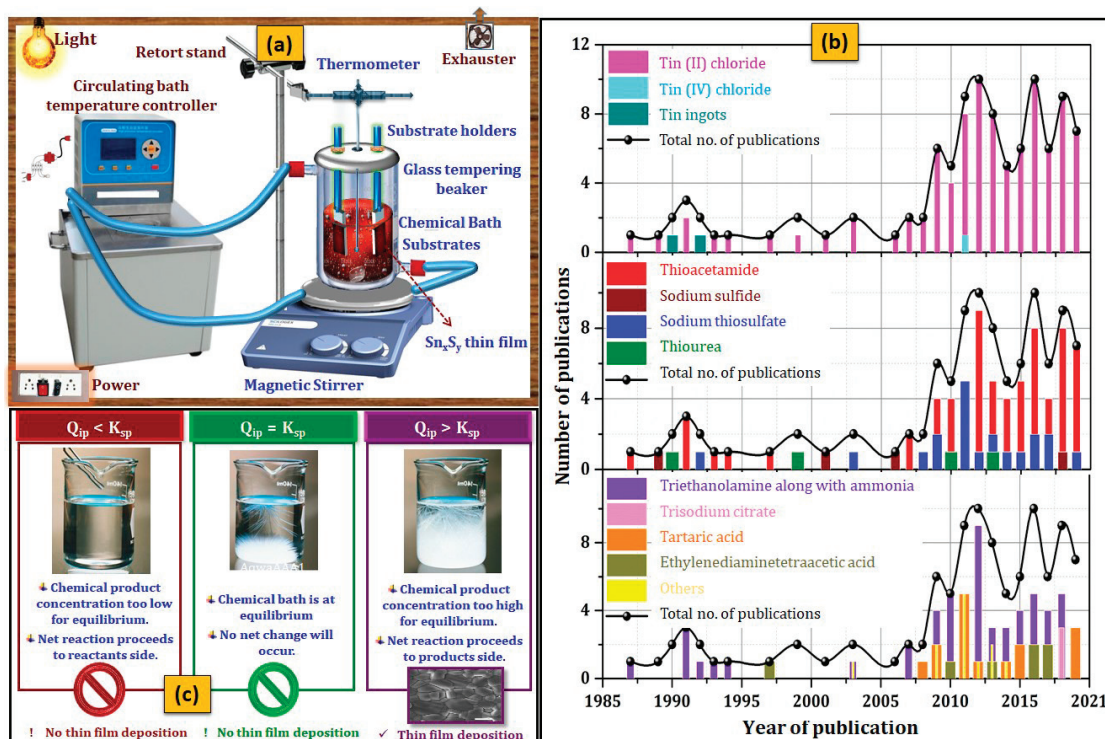 Light
Retort stand
(a)
Exhauster
Thermometer
Circulating bath
temperature controller
Substrate holders
Glass tempering
beaker
Chemical Bath
Substrates
SnxSy thin film
Power
Magnetic Stirrer
Qip < Ksp
Qip = Ksp
Qip > Ksp
Chemical product
concentration too low
for equilibrium.
Net reaction proceeds
to reactants side.
Chemical bath is at
equilibrium
No net change will
occur.
Chemical product
concentration too high
for equilibrium.
Net reaction proceeds
to products side.
(c)
! No thin film deposition
! No thin film deposition
✓ Thin film deposition
(b)
12
8
4
0
Tin (II) chloride
Tin (IV) chloride
Tin ingots
Total no. of publications
8
4
0
Thioacetamide
Sodium sulfide
Sodium thiosulfate
Thiourea
Total no. of publications
8
4
0
Triethanolamine along with ammonia
Trisodium citrate
Tartaric acid
Ethylenediaminetetraacetic acid
Others
Total no. of publications
Number of publications
1985 1990 1995 2000 2005 2010 2015 2021
Year of publication